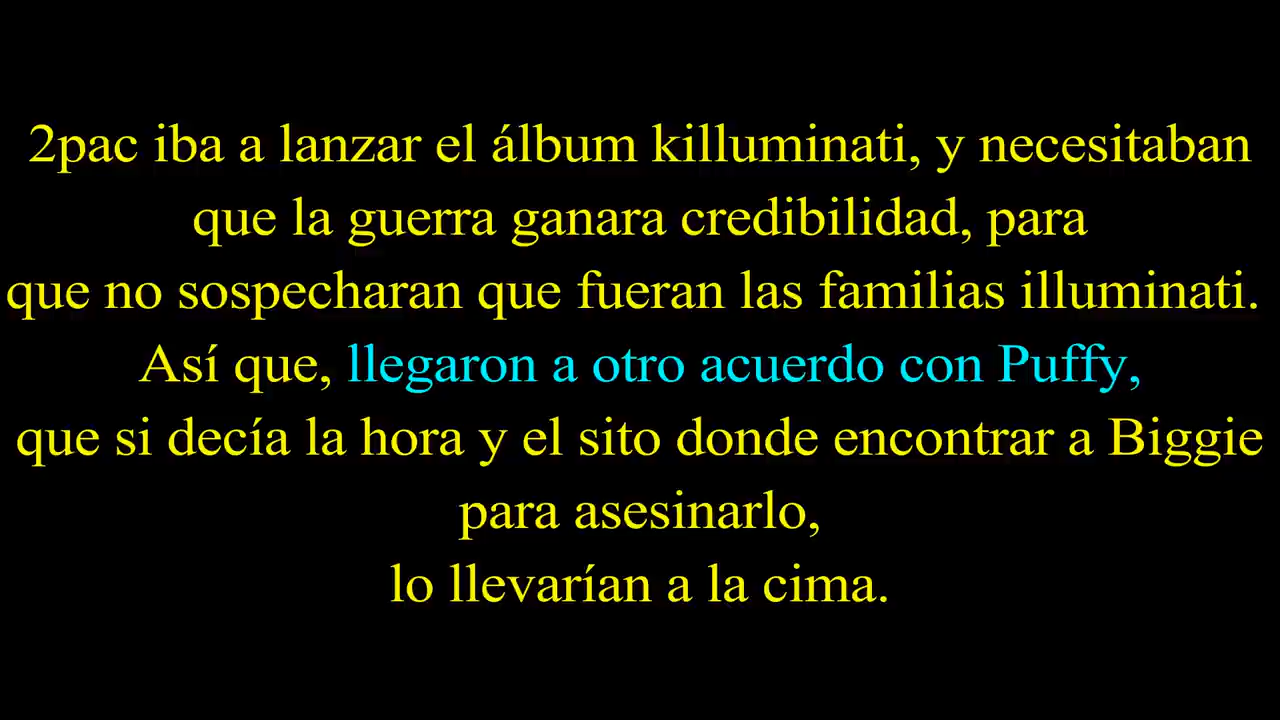 2pac iba a lanzar el álbum killuminati, y necesitaban
que la guerra ganara credibilidad, para
que no sospecharan que fueran las familias illuminati.
Así que, llegaron a otro acuerdo con Puffy,
que si decía la hora y el sito donde encontrar a Biggie
para asesinarlo,
lo llevarían a la cima.